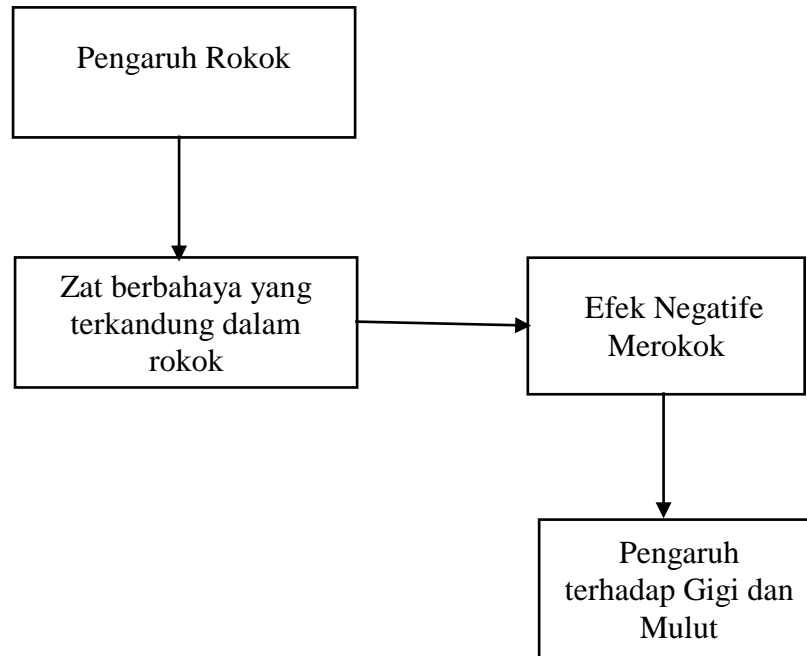 Pengaruh Rokok
Zat berbahaya yang
terkandung dalam
rokok
Efek Negatife
Merokok
Pengaruh
terhadap Gigi dan
Mulut